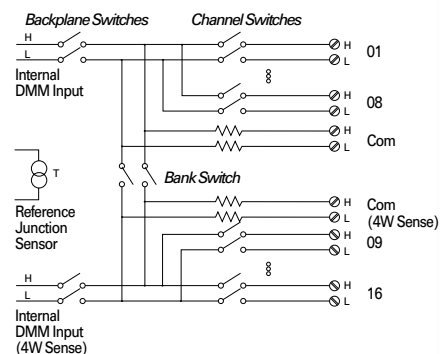 Backplane Switches
Channel Switches
H
L
H
L
01
Internal
DMM Input
H
L
08
H
L
Com
T
Bank Switch
Reference
Junction
Sensor
H
L
Com
(4W Sense)
H
L
09
H
L
H
L
16
Internal
DMM Input
(4W Sense)